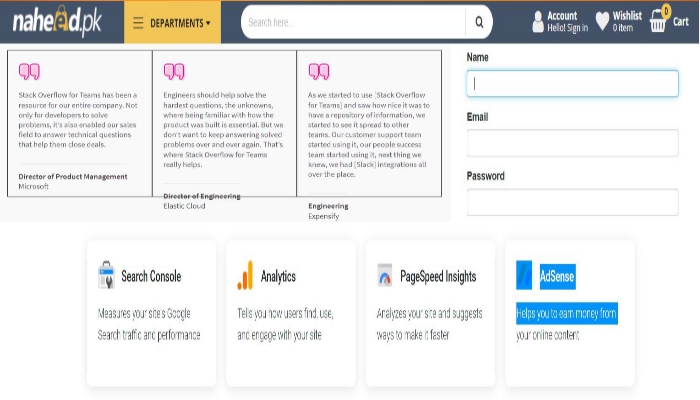 naheed.pk
DEPARTMENTS
Search here...
Account
Hello! Sign in
Wishlist
0 item
0
Cart
Stack Overflow for Teams has been a
resource for our entire company. Not
only for developers to solve
problems, it's also enabled our sales
field to answer technical questions
that help them close deals.
Director of Product Management
Microsoft
Engineers should help solve the
hardest questions, the unknowns,
where being familiar with how the
product was built is essential. But we
don't want to keep answering solved
problems over and over again. That's
where Stack Overflow for Teams
really helps.
Director of Engineering
Elastic Cloud
As we started to use [Stack Overflow
for Teams] and saw how nice it was to
have a repository of information, we
started to see it spread to other
teams. Our customer support team
started using it, our people success
team started using it, next thing we
knew, we had [Slack] integrations all
over the place.
Engineering
Expensify
Name
Email
Password
Search Console
Measures your site's Google
Search traffic and performance
Analytics
Tells you how users find, use,
and engage with your site
PageSpeed Insights
Analyzes your site and suggests
ways to make it faster
AdSense
Helps you to earn money from
your online content